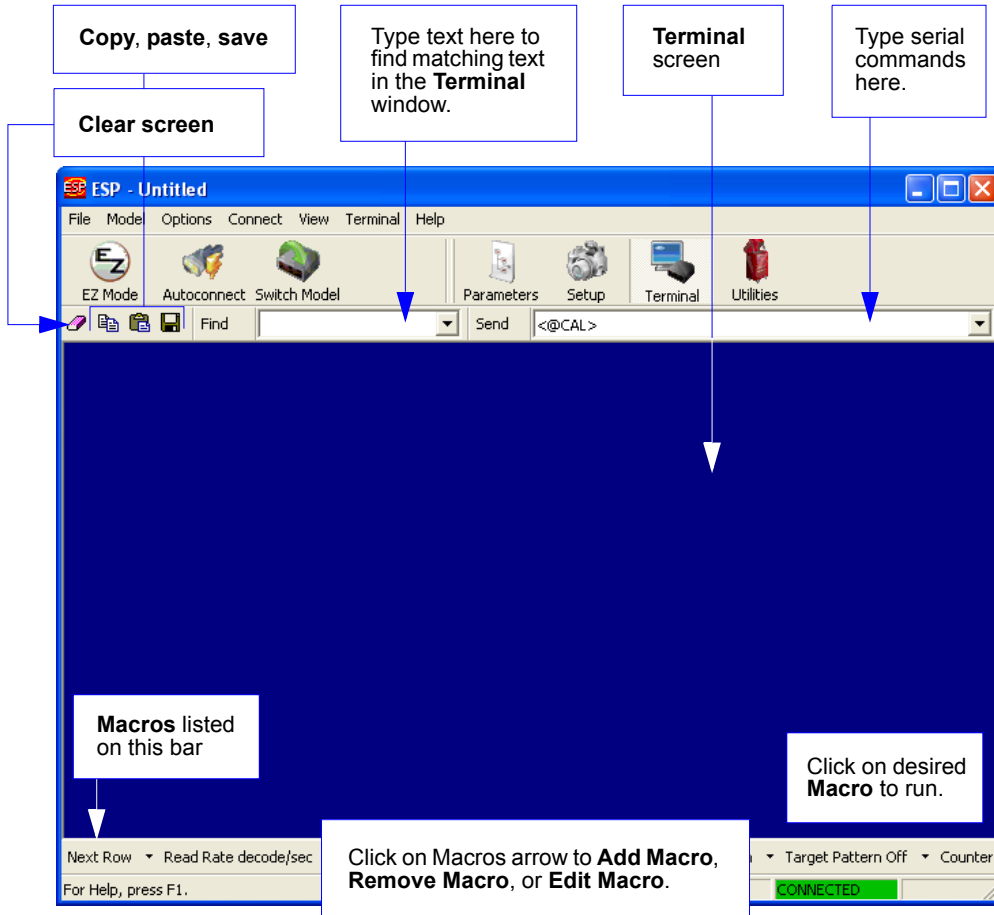 Copy, paste, save
Clear screen
Type text here to
find matching text
in the Terminal
window.
Terminal
screen
Type serial
commands
here.
ESP - Untitled
File Model Options Connect View Terminal Help
EZ
EZ Mode Autoconnect Switch Model Parameters Setup Terminal Utilities
Find Send <@CAL>
Macros listed
on this bar
Click on desired
Macro to run.
Next Row Read Rate decode/sec Target Pattern Off Counter
Click on Macros arrow to Add Macro,
Remove Macro, or Edit Macro.
For Help, press F1. CONNECTED